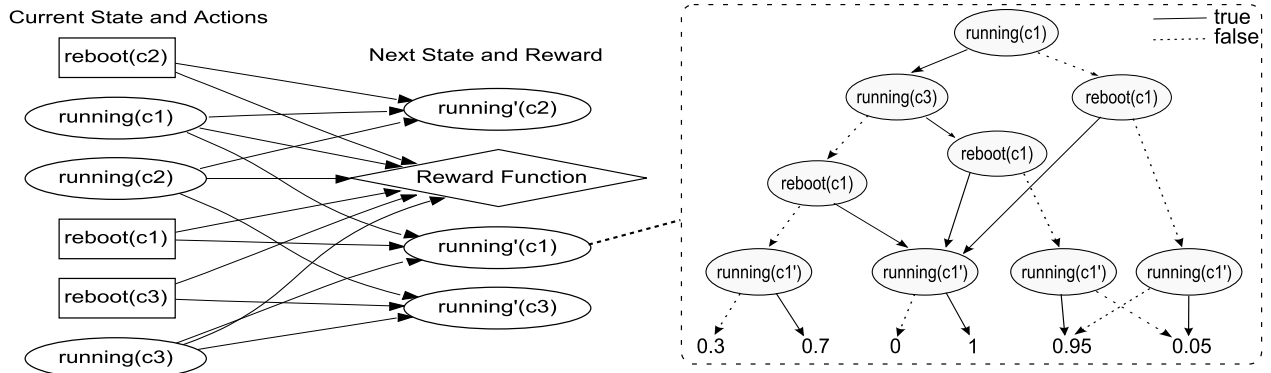 Current State and Actions
Next State and Reward
reboot(c2)
running(c1)
running(c2)
reboot(c1)
reboot(c3)
running(c3)
running'(c2)
Reward Function
running'(c1)
running'(c3)
true
false
running(c1)
running(c3)
reboot(c1)
reboot(c1)
reboot(c1)
running(c1')
running(c1')
running(c1')
running(c1')
0.3 0.7 0 1 0.95 0.05